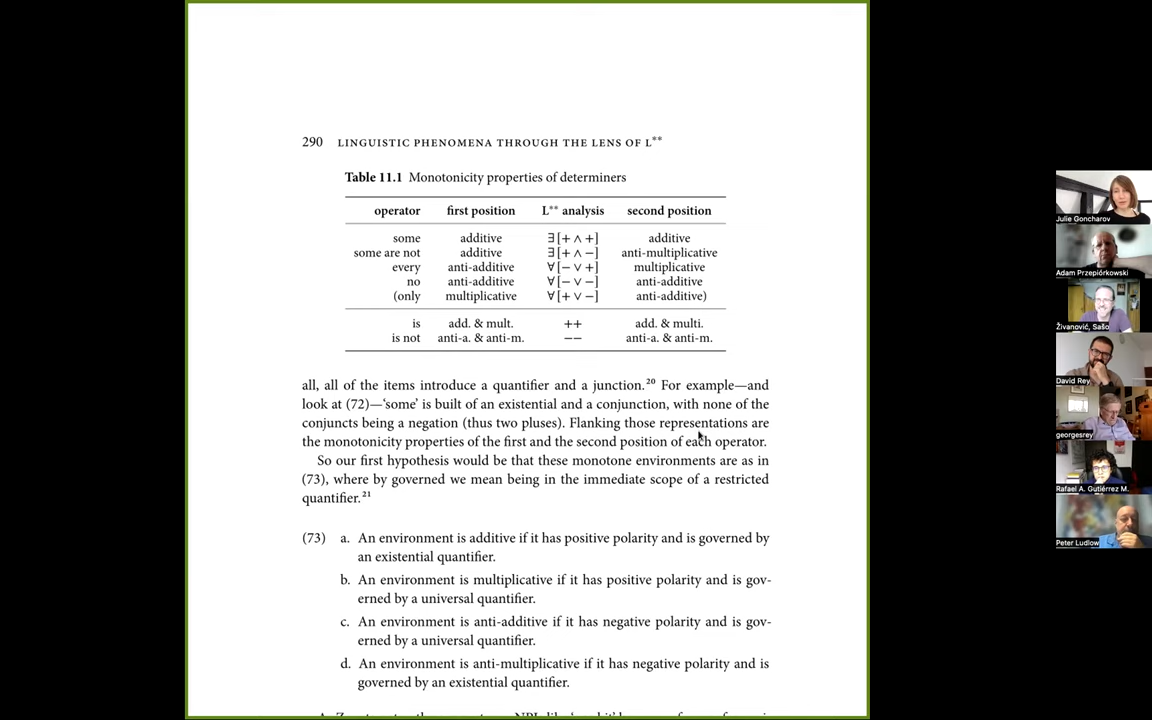 290 LINGUISTIC PHENOMENA THROUGH THE LENS OF L**
Table 11.1 Monotonicity properties of determiners
operator first position L** analysis second position
some additive ∃[+ ∧ +] additive
some are not additive ∃[+ ∧ −] anti-multiplicative
every anti-additive ∀[− ∨ +] multiplicative
no anti-additive ∀[− ∨ −] anti-additive
(only multiplicative ∀[+ ∨ −] anti-additive)
is add. & mult. ++ add. & multi.
is not anti-a. & anti-m. −− anti-a. & anti-m.
all, all of the items introduce a quantifier and a junction.²⁰ For example—and
look at (72)—‘some’ is built of an existential and a conjunction, with none of the
conjuncts being a negation (thus two pluses). Flanking those representations are
the monotonicity properties of the first and the second position of each operator.
So our first hypothesis would be that these monotone environments are as in
(73), where by governed we mean being in the immediate scope of a restricted
quantifier.²¹
(73) a. An environment is additive if it has positive polarity and is governed by
an existential quantifier.
b. An environment is multiplicative if it has positive polarity and is gov-
erned by a universal quantifier.
c. An environment is anti-additive if it has negative polarity and is gov-
erned by a universal quantifier.
d. An environment is anti-multiplicative if it has negative polarity and is
governed by an existential quantifier.
Julie Goncharov
Adam Przepiórkowski
Živanović, Sašo
David Rey
georgesrey
Rafael A. Gutiérrez M.
Peter Ludlow